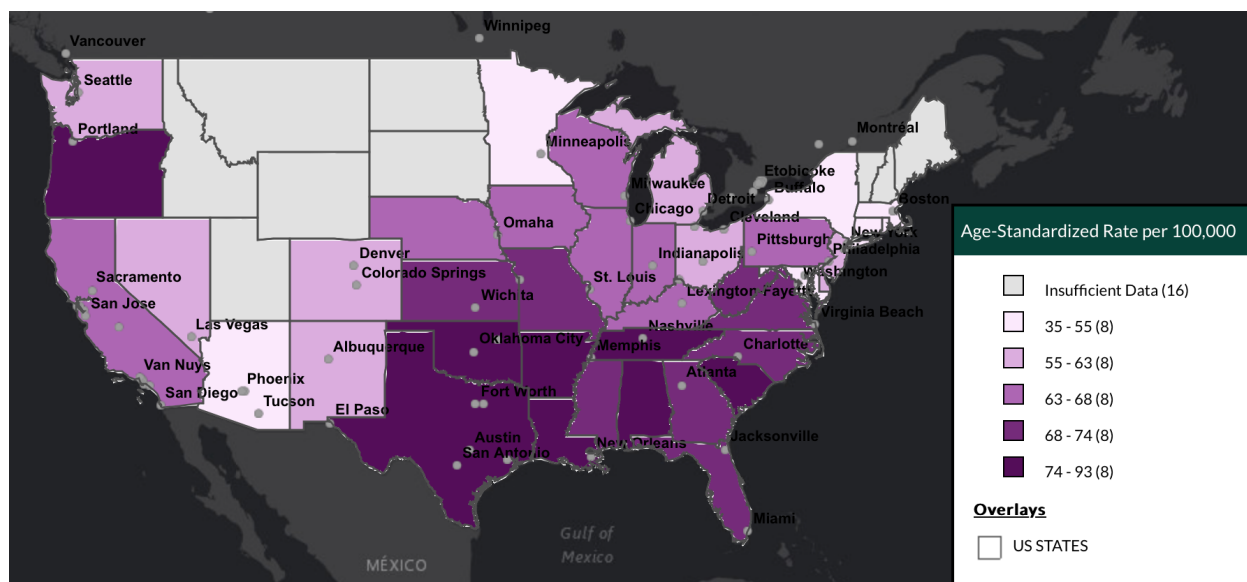 Winnipeg
Vancouver
Seattle
Portland
Montréal
Minneapolis
Etobicoke
Buffalo
Milwaukee
Detroit
Boston
Chicago
Cleveland
Omaha
New York
Pittsburgh
Philadelphia
Denver
Indianapolis
Colorado Springs
Washington
Sacramento
St. Louis
San Jose
Wichita
Lexington-Fayette
Virginia Beach
Las Vegas
Nashville
Oklahoma City
Memphis
Charlotte
Albuquerque
Van Nuys
Atlanta
Phoenix
San Diego
Fort Worth
Tucson
El Paso
Jacksonville
Austin
New Orleans
San Antonio
Miami
Gulf of
Mexico
MÉXICO
Age-Standardized Rate per 100,000
Insufficient Data (16)
35 - 55 (8)
55 - 63 (8)
63 - 68 (8)
68 - 74 (8)
74 - 93 (8)
Overlays
US STATES